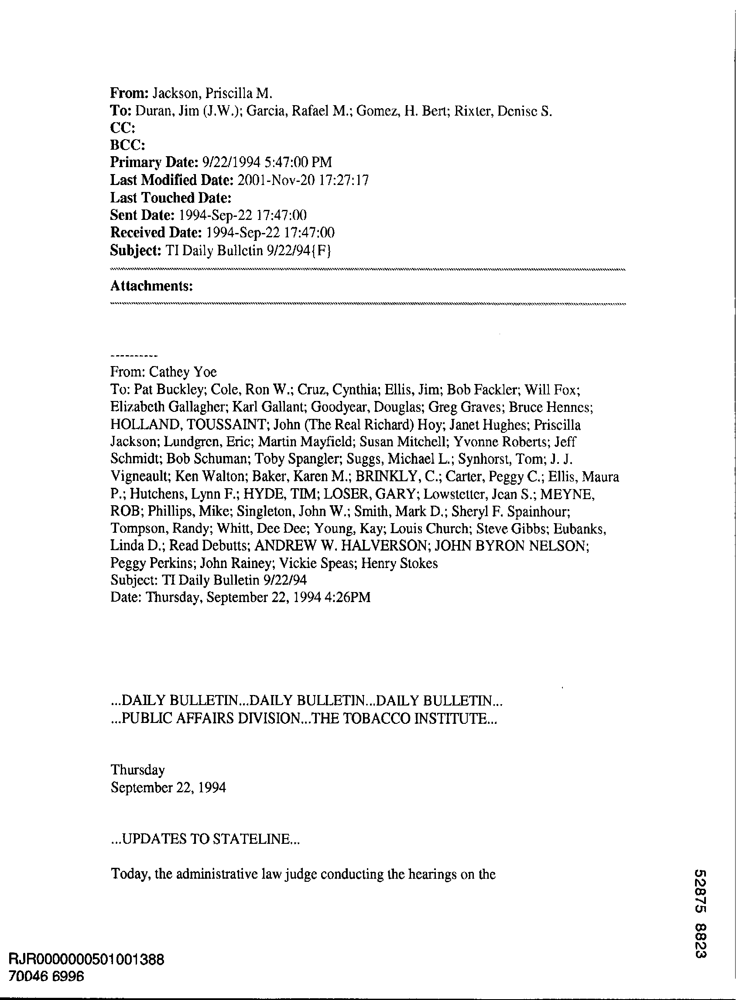 From: Jackson, Priscilla M.
To: Duran, Jim (J.W.); Garcia, Rafael M.; Gomez, H. Bert; Rixter, Denise S.
CC:
BCC:
Primary Date: 9/22/1994 5:47:00 PM
Last Modified Date: 2001-Nov-20 17:27:17
Last Touched Date:
Sent Date: 1994-Sep-22 17:47:00
Received Date: 1994-Sep-22 17:47:00
Subject: TI Daily Bulletin 9/22/94{F}
Attachments:
----------
From: Cathey Yoe
To: Pat Buckley; Cole, Ron W.; Cruz, Cynthia; Ellis, Jim; Bob Fackler; Will Fox;
Elizabeth Gallagher; Karl Gallant; Goodyear, Douglas; Greg Graves; Bruce Hennes;
HOLLAND, TOUSSAINT; John (The Real Richard) Hoy; Janet Hughes; Priscilla
Jackson; Lundgren, Eric; Martin Mayfield; Susan Mitchell; Yvonne Roberts; Jeff
Schmidt; Bob Schuman; Toby Spangler; Suggs, Michael L.; Synhorst, Tom; J. J.
Vigneault; Ken Walton; Baker, Karen M.; BRINKLY, C.; Carter, Peggy C.; Ellis, Maura
P.; Hutchens, Lynn F.; HYDE, TIM; LOSER, GARY; Lowstetter, Jean S.; MEYNE,
ROB; Phillips, Mike; Singleton, John W.; Smith, Mark D.; Sheryl F. Spainhour;
Tompson, Randy; Whitt, Dee Dee; Young, Kay; Louis Church; Steve Gibbs; Eubanks,
Linda D.; Read Debutts; ANDREW W. HALVERSON; JOHN BYRON NELSON;
Peggy Perkins; John Rainey; Vickie Speas; Henry Stokes
Subject: TI Daily Bulletin 9/22/94
Date: Thursday, September 22, 1994 4:26PM
...DAILY BULLETIN...DAILY BULLETIN...DAILY BULLETIN...
...PUBLIC AFFAIRS DIVISION...THE TOBACCO INSTITUTE...
Thursday
September 22, 1994
...UPDATES TO STATELINE...
Today, the administrative law judge conducting the hearings on the
52875 8823
RJR0000000501001388
70046 6996